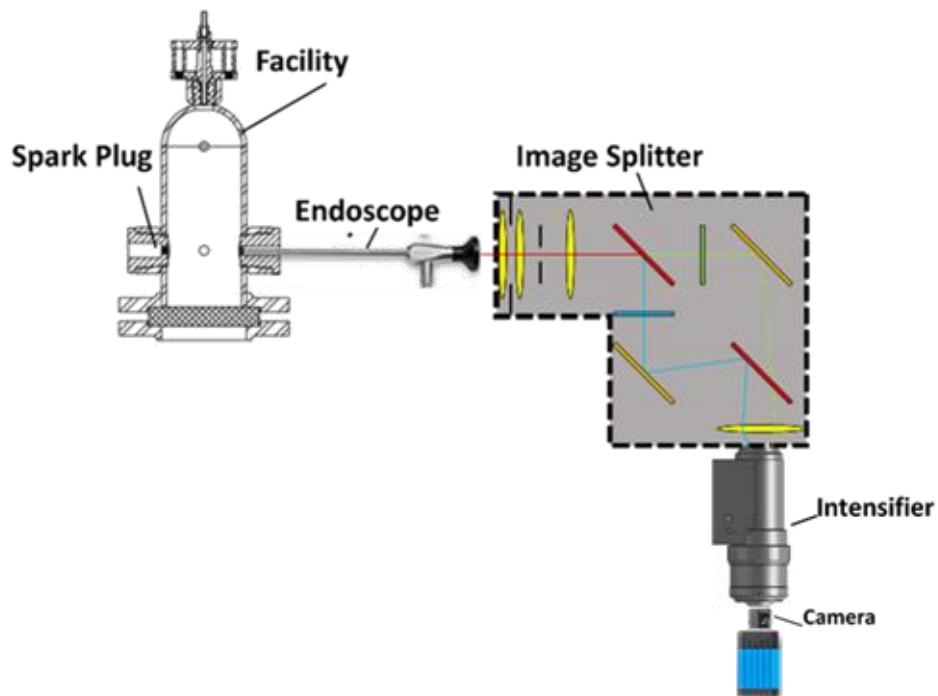 Facility
Spark Plug
Image Splitter
Endoscope
Intensifier
Camera